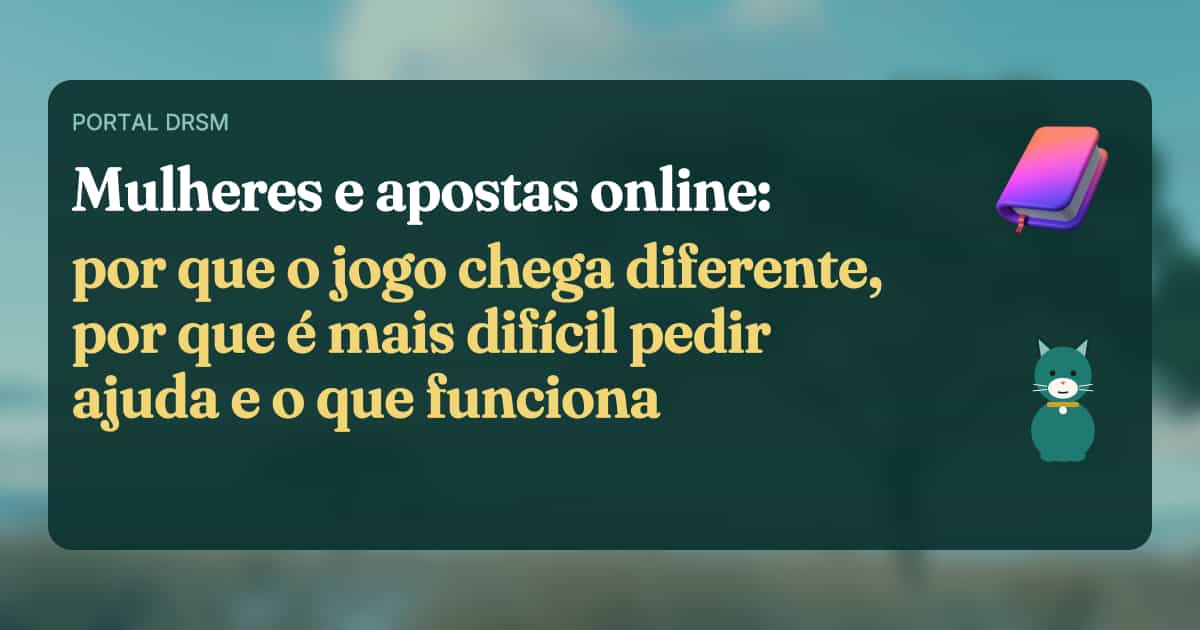 PORTAL DRSM
Mulheres e apostas online:
por que o jogo chega diferente,
por que é mais difícil pedir
ajuda e o que funciona